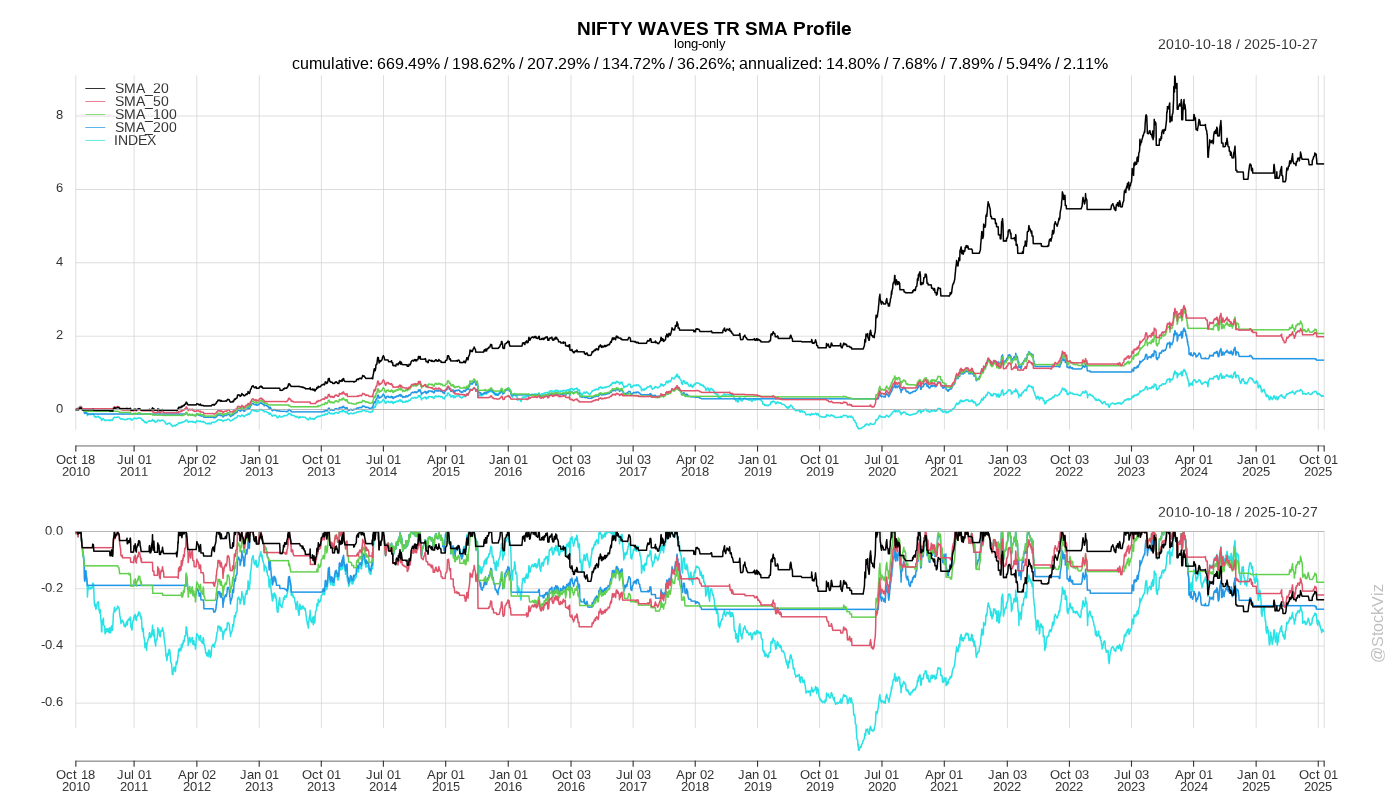 NIFTY WAVES TR SMA Profile
long-only
2010-10-18 / 2025-10-27
cumulative: 669.49% / 198.62% / 207.29% / 134.72% / 36.26%; annualized: 14.80% / 7.68% / 7.89% / 5.94% / 2.11%
SMA_20
SMA_50
SMA_100
SMA_200
INDEX
8
6
4
2
0
Oct 18 Jul 01 Apr 02 Jan 01 Oct 01 Jul 01 Apr 01 Jan 01 Oct 03 Jul 03 Apr 02 Jan 01 Oct 01 Jul 01 Apr 01 Jan 03 Oct 03 Jul 03 Apr 01 Jan 01 Oct 01
2010 2011 2012 2013 2013 2014 2015 2016 2016 2017 2018 2019 2019 2020 2021 2022 2022 2023 2024 2025 2025
2010-10-18 / 2025-10-27
0.0
-0.2
-0.4
-0.6
Oct 18 Jul 01 Apr 02 Jan 01 Oct 01 Jul 01 Apr 01 Jan 01 Oct 03 Jul 03 Apr 02 Jan 01 Oct 01 Jul 01 Apr 01 Jan 03 Oct 03 Jul 03 Apr 01 Jan 01 Oct 01
2010 2011 2012 2013 2013 2014 2015 2016 2016 2017 2018 2019 2019 2020 2021 2022 2022 2023 2024 2025 2025
@StockViz